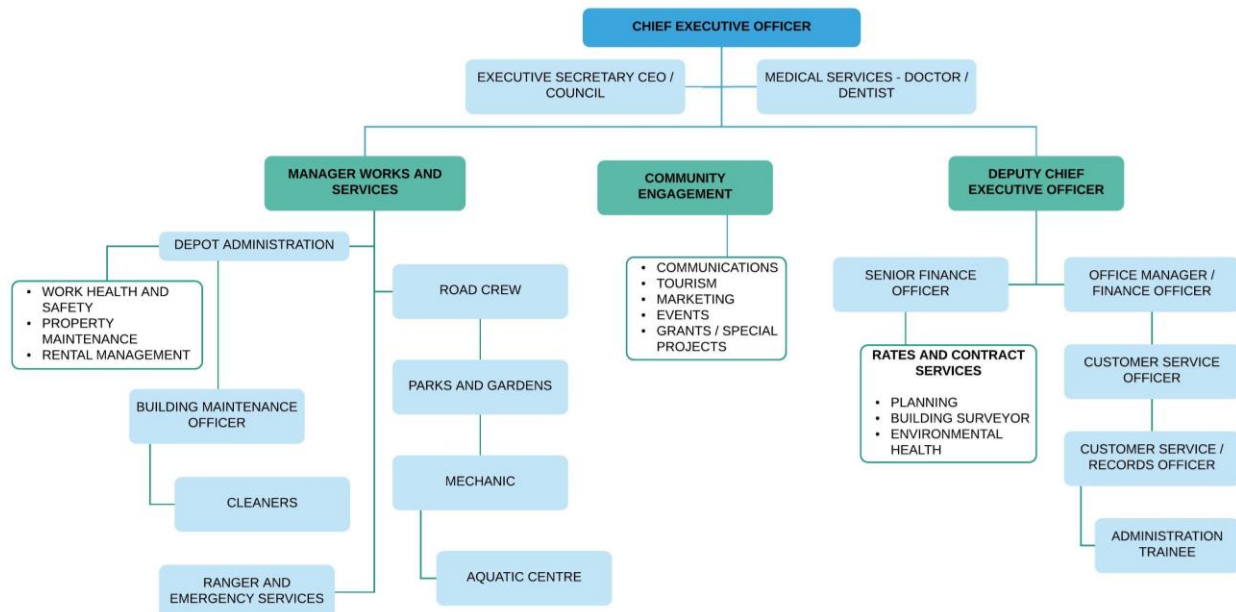 CHIEF EXECUTIVE OFFICER
EXECUTIVE SECRETARY CEO /
COUNCIL
MEDICAL SERVICES - DOCTOR /
DENTIST
MANAGER WORKS AND
SERVICES
COMMUNITY
ENGAGEMENT
DEPUTY CHIEF
EXECUTIVE OFFICER
DEPOT ADMINISTRATION
• WORK HEALTH AND
SAFETY
• PROPERTY
MAINTENANCE
• RENTAL MANAGEMENT
BUILDING MAINTENANCE
OFFICER
CLEANERS
RANGER AND
EMERGENCY SERVICES
ROAD CREW
PARKS AND GARDENS
MECHANIC
AQUATIC CENTRE
• COMMUNICATIONS
• TOURISM
• MARKETING
• EVENTS
• GRANTS / SPECIAL
PROJECTS
SENIOR FINANCE
OFFICER
RATES AND CONTRACT
SERVICES
• PLANNING
• BUILDING SURVEYOR
• ENVIRONMENTAL
HEALTH
OFFICE MANAGER /
FINANCE OFFICER
CUSTOMER SERVICE
OFFICER
CUSTOMER SERVICE /
RECORDS OFFICER
ADMINISTRATION
TRAINEE